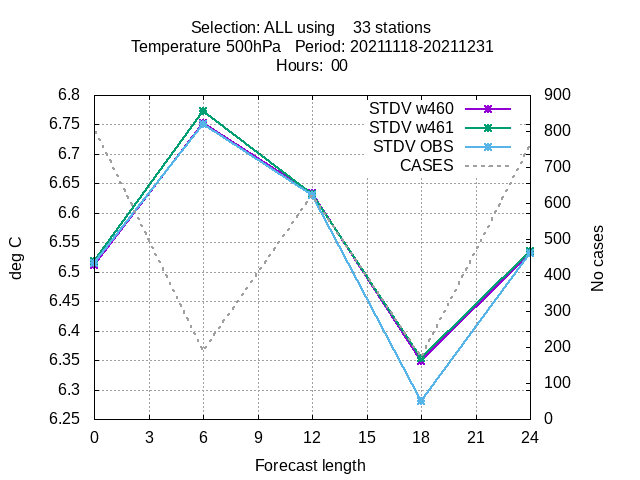 Selection: ALL using 33 stations
Temperature 500hPa Period: 20211118-20211231
Hours: 00
STDV w460
STDV w461
STDV OBS
CASES
6.8
6.75
6.7
6.65
6.6
6.55
6.5
6.45
6.4
6.35
6.3
6.25
deg C
900
800
700
600
500
400
300
200
100
0
No cases
0 3 6 9 12 15 18 21 24
Forecast length